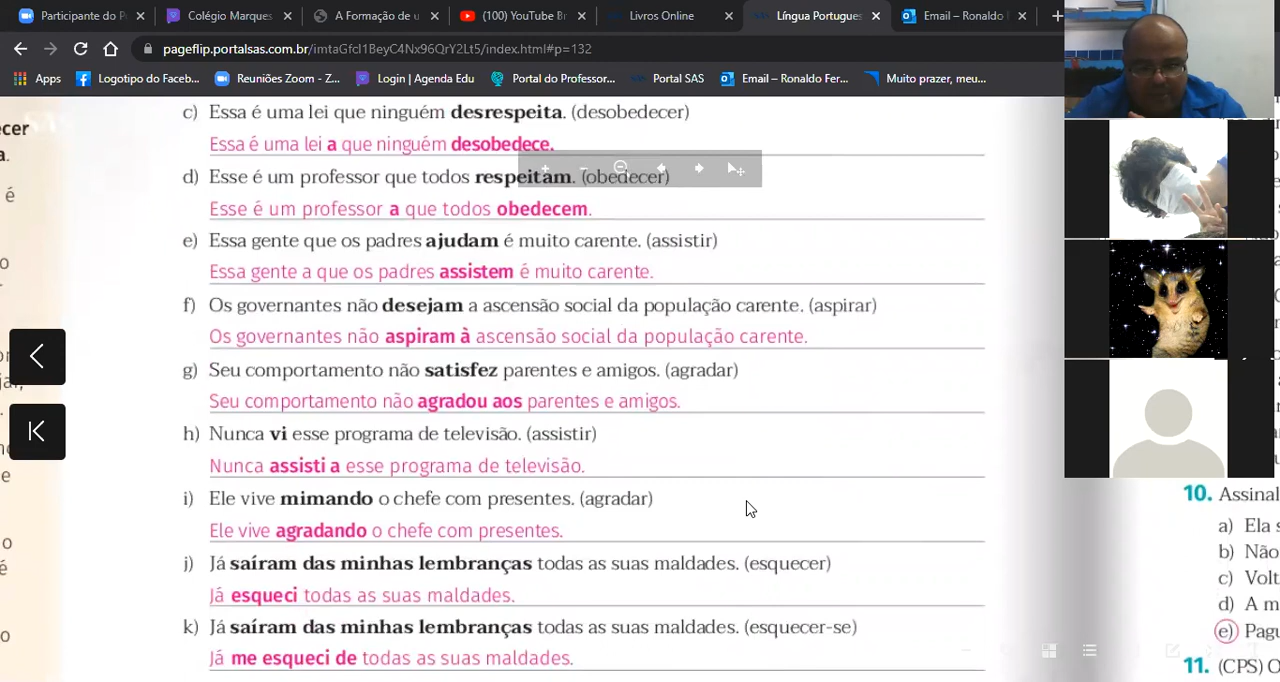 Participante do P
Colégio Marques
A Formação de u
(100) YouTube Br
Livros Online
Língua Portugues
Email – Ronaldo
pageflip.portalsas.com.br/imtaGfcl1BeyC4Nx96QrY2Lt5/index.html#p=132
Apps
Logotipo do Faceb...
Reuniões Zoom - Z...
Login | Agenda Edu
Portal do Professor...
Portal SAS
Email – Ronaldo Fer...
Muito prazer, meu...
cer
a.
é
c) Essa é uma lei que ninguém desrespeita. (desobedecer)
Essa é uma lei a que ninguém desobedece.
d) Esse é um professor que todos respeitam. (obedecer)
Esse é um professor a que todos obedecem.
e) Essa gente que os padres ajudam é muito carente. (assistir)
Essa gente a que os padres assistem é muito carente.
f) Os governantes não desejam a ascensão social da população carente. (aspirar)
Os governantes não aspiram à ascensão social da população carente.
g) Seu comportamento não satisfez parentes e amigos. (agradar)
Seu comportamento não agradou aos parentes e amigos.
h) Nunca vi esse programa de televisão. (assistir)
Nunca assisti a esse programa de televisão.
i) Ele vive mimando o chefe com presentes. (agradar)
Ele vive agradando o chefe com presentes.
j) Já saíram das minhas lembranças todas as suas maldades. (esquecer)
Já esqueci todas as suas maldades.
k) Já saíram das minhas lembranças todas as suas maldades. (esquecer-se)
Já me esqueci de toras as suas maldades.
10. Assinal
a) Ela s
b) Não
c) Volt
d) A m
e) Pagu
11. (CPS) O